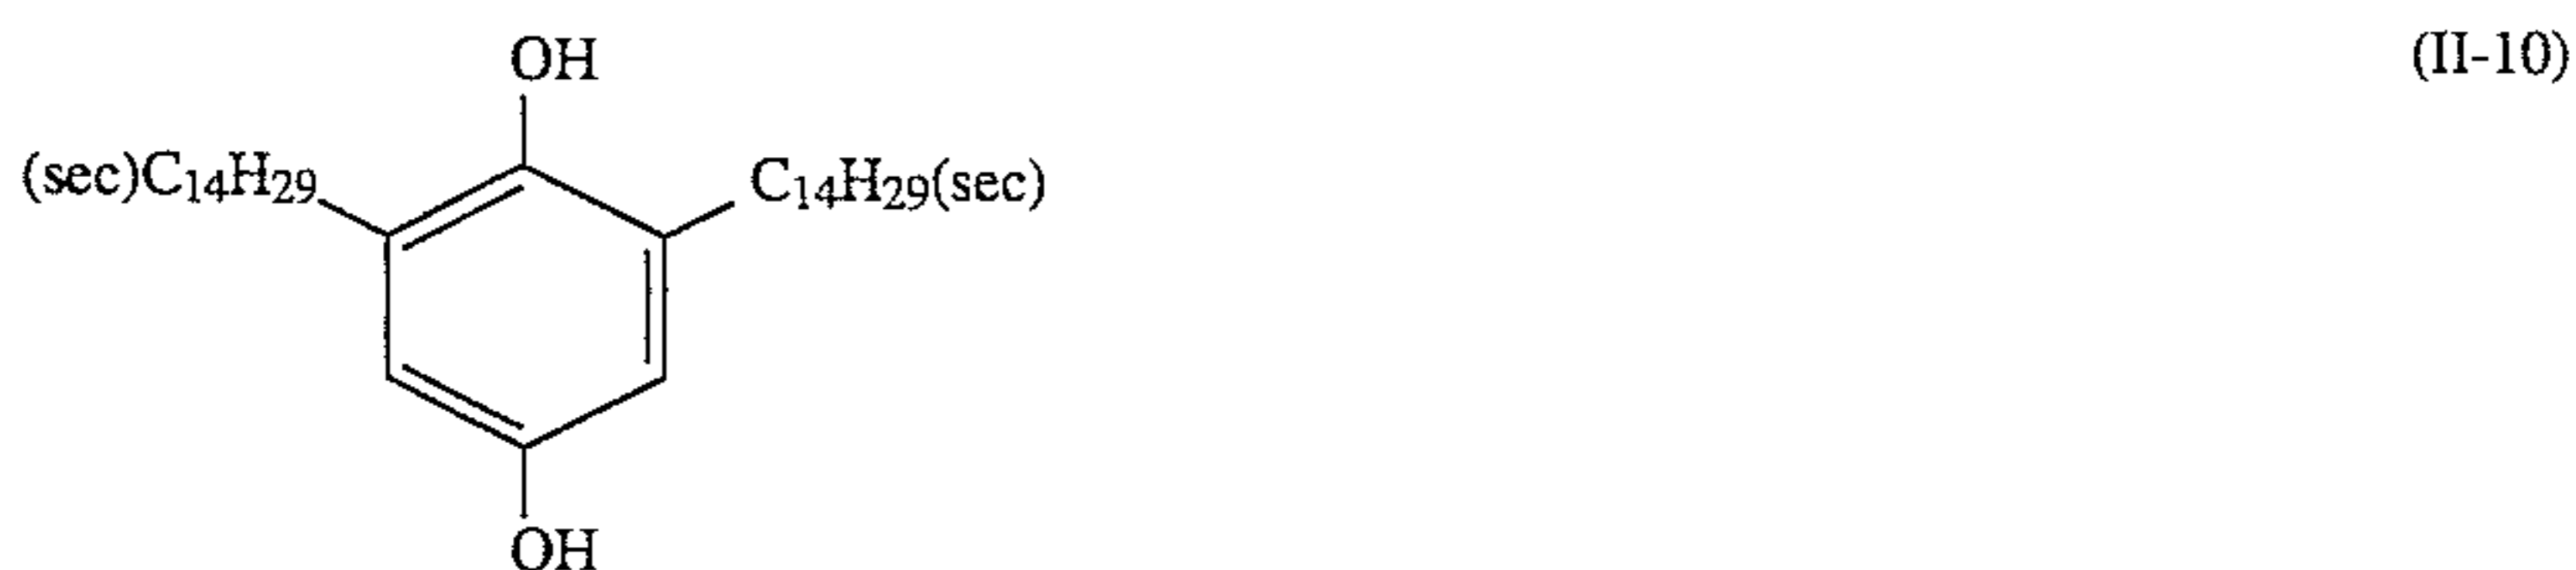 OH
(II-10)
(sec)C₁₄H₂₉
C₁₄H₂₉(sec)
OH